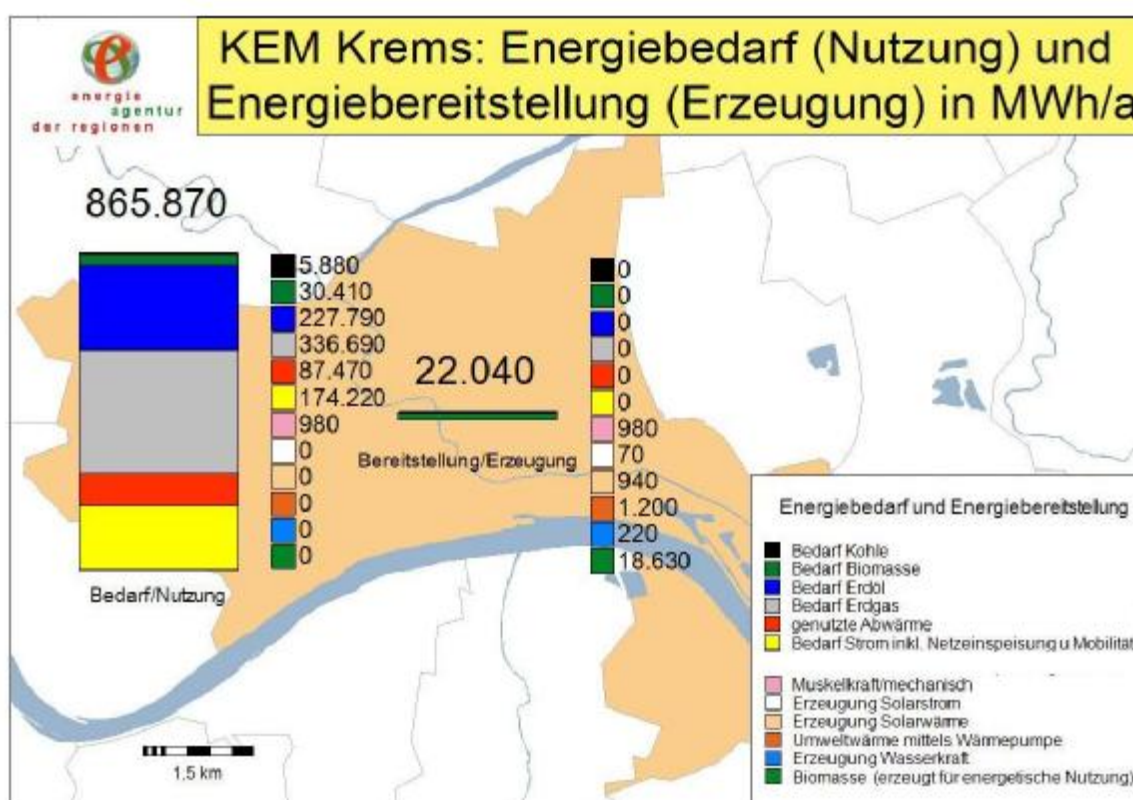 energie
agentur
der regionen
KEM Krems: Energiebedarf (Nutzung) und
Energiebereitstellung (Erzeugung) in MWh/a
865.870
5.880
30.410
227.790
336.690
87.470
174.220
980
0
0
0
0
0
Bedarf/Nutzung
22.040
Bereitstellung/Erzeugung
0
0
0
0
0
0
980
70
940
1.200
220
18.630
Energiebedarf und Energiebereitstellung
Bedarf Kohle
Bedarf Biomasse
Bedarf Erdöl
Bedarf Erdgas
genutzte Abwärme
Bedarf Strom inkl. Netzeinspeisung u Mobilität
Muskelkraft/mechanisch
Erzeugung Solarstrom
Erzeugung Solarwärme
Umweltwärme mittels Wärmepumpe
Erzeugung Wasserkraft
Biomasse (erzeugt für energetische Nutzung)
1.5 km